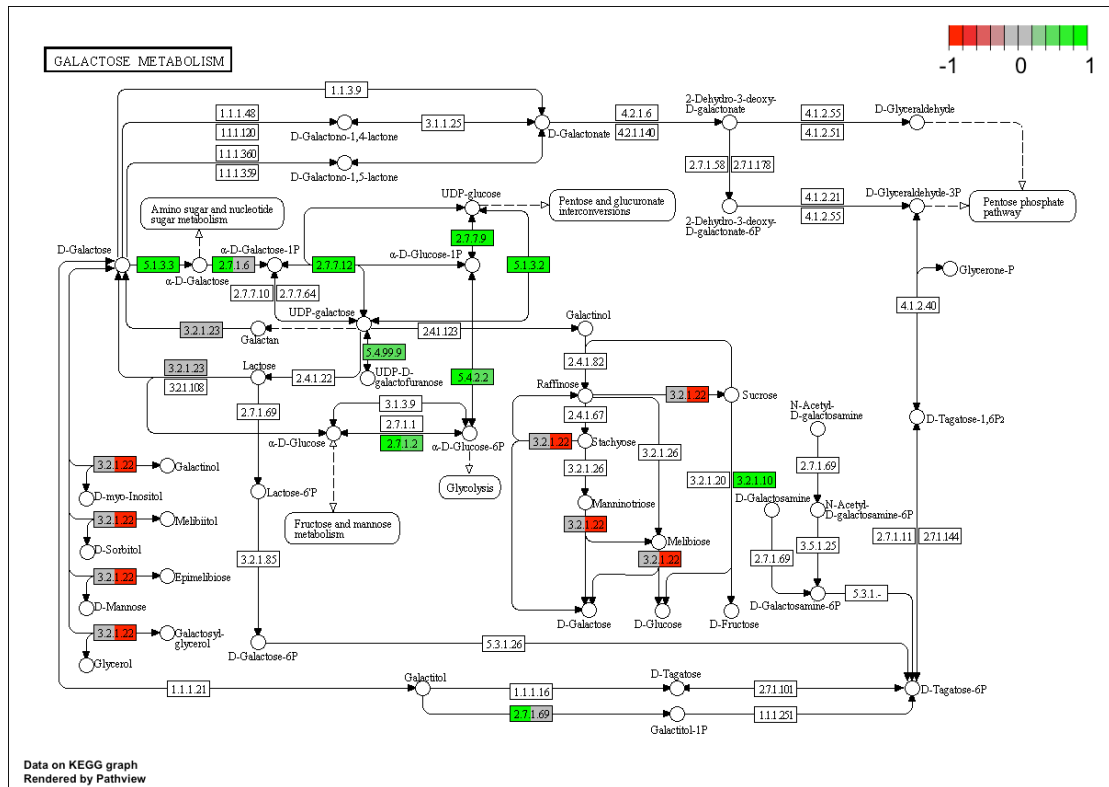 GALACTOSE METABOLISM
-1 0 1
1.1.3.9
1.1.1.48
1.1.1.120
D-Galactono-1,4-lactone
3.1.1.25
D-Galactonate
4.2.1.6
4.2.1.140
2-Dehydro-3-deoxy-
D-galactonate
4.1.2.55
4.1.2.51
D-Glyceraldehyde
1.1.1.360
1.1.1.359
D-Galactono-1,5-lactone
2.7.1.58
2.7.1.178
UDP-glucose
Pentose and glucuronate
interconversions
Amino sugar and nucleotide
sugar metabolism
4.1.2.21
4.1.2.55
D-Glyceraldehyde-3P
Pentose phosphate
pathway
2-Dehydro-3-deoxy-
D-galactonate-6P
2.7.7.9
D-Galactose
α-D-Galactose-1P
α-D-Glucose-1P
5.1.3.3
2.7.1.6
2.7.7.12
5.1.3.2
α-D-Galactose
Glycerone-P
2.7.7.10
2.7.7.64
4.1.2.40
UDP-galactose
Galactinol
3.2.1.23
Galactan
2.4.1.123
5.4.99.9
2.4.1.82
Lactose
3.2.1.23
3.2.1.108
2.4.1.22
UDP-D-
galactofuranose
5.4.2.2
Raffinose
3.2.1.22
Sucrose
N-Acetyl-
D-galactosamine
D-Tagatose-1,6P2
2.7.1.69
3.1.3.9
2.7.1.1
2.7.1.2
α-D-Glucose
α-D-Glucose-6P
2.4.1.67
3.2.1.22
Stachyose
3.2.1.26
3.2.1.26
3.2.1.22
Galactinol
D-myo-Inositol
Lactose-6'P
Glycolysis
3.2.1.20
3.2.1.10
2.7.1.69
D-Galactosamine
Manninotriose
N-Acetyl-
D-galactosamine-6P
3.2.1.22
Melibiitol
D-Sorbitol
Fructose and mannose
metabolism
3.2.1.22
Melibiose
3.2.1.22
2.7.1.11
2.7.1.144
3.5.1.25
2.7.1.69
3.2.1.85
3.2.1.22
Epimelibiose
D-Mannose
5.3.1.-
D-Galactosamine-6P
D-Galactose
D-Glucose
D-Fructose
3.2.1.22
Galactosyl-
glycerol
Glycerol
D-Galactose-6P
5.3.1.26
1.1.1.21
Galactitol
1.1.1.16
D-Tagatose
2.7.1.101
D-Tagatose-6P
2.7.1.69
Galactitol-1P
1.1.1.251
Data on KEGG graph
Rendered by Pathview